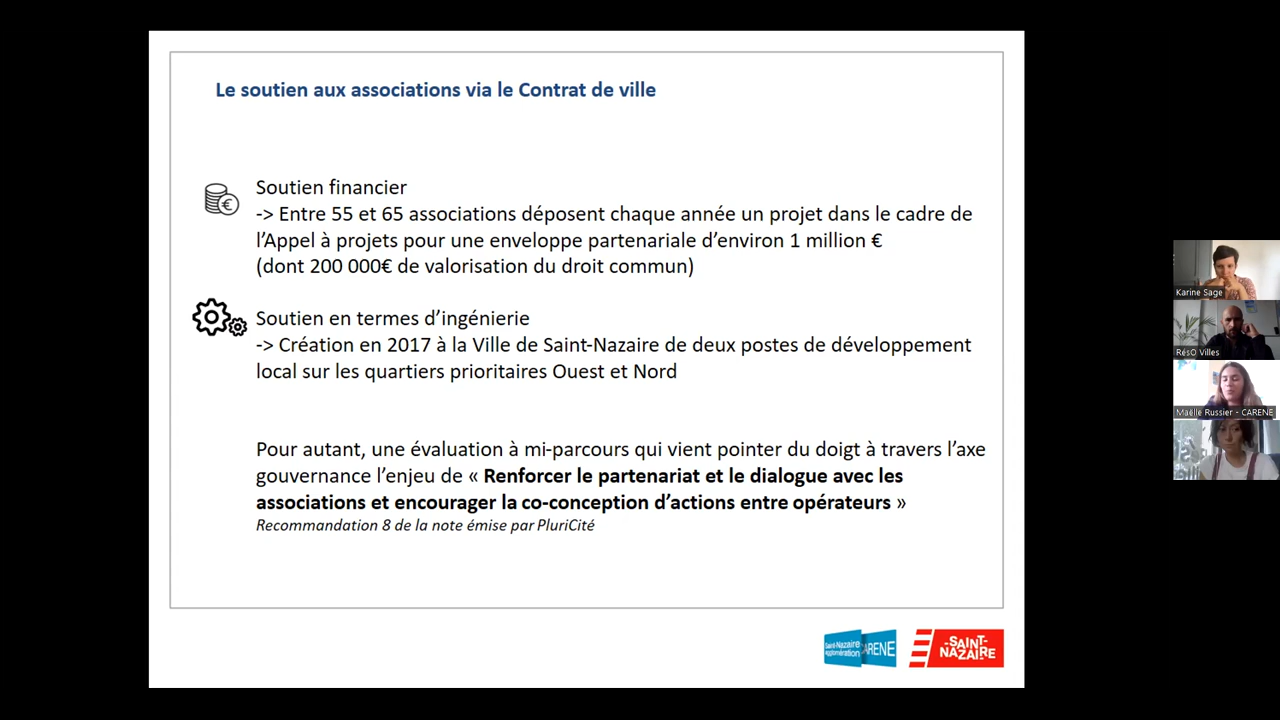 Le soutien aux associations via le Contrat de ville
Soutien financier
-> Entre 55 et 65 associations déposent chaque année un projet dans le cadre de
l'Appel à projets pour une enveloppe partenariale d'environ 1 million €
(dont 200 000€ de valorisation du droit commun)
Soutien en termes d'ingénierie
-> Création en 2017 à la Ville de Saint-Nazaire de deux postes de développement
local sur les quartiers prioritaires Ouest et Nord
Pour autant, une évaluation à mi-parcours qui vient pointer du doigt à travers l'axe
gouvernance l'enjeu de « Renforcer le partenariat et le dialogue avec les
associations et encourager la co-conception d'actions entre opérateurs »
Recommandation 8 de la note émise par PluriCité
Saint-Nazaire
agglomération
CARENE
SAINT-
NAZAIRE
Karine Sage
RésO Villes
Maëlle Russier - CARENE